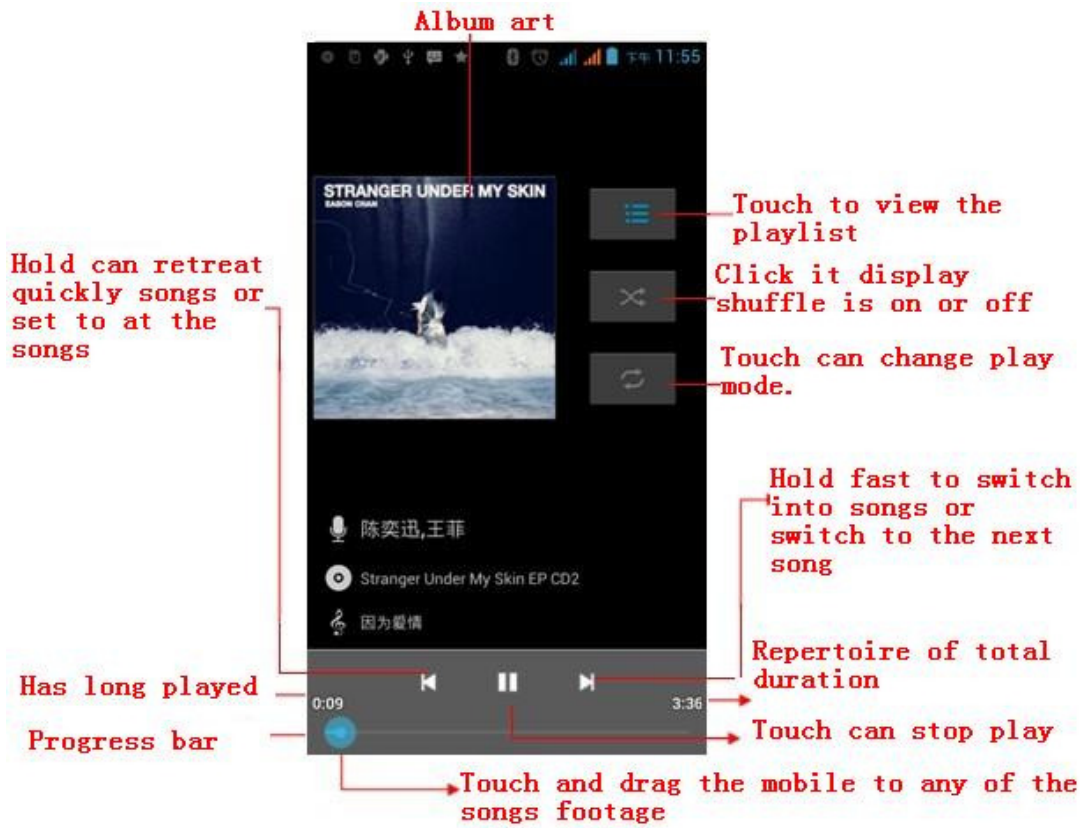 Album art
下午 11:55
STRANGER UNDER MY SKIN
EASON CHAN
Touch to view the
playlist
Click it display
shuffle is on or off
Touch can change play
mode.
Hold can retreat
quickly songs or
set to at the
songs
Hold fast to switch
into songs or
switch to the next
song
陈奕迅,王菲
Stranger Under My Skin EP CD2
因为爱情
Repertoire of total
duration
Has long played
0:09
3:36
Progress bar
Touch can stop play
Touch and drag the mobile to any of the
songs footage